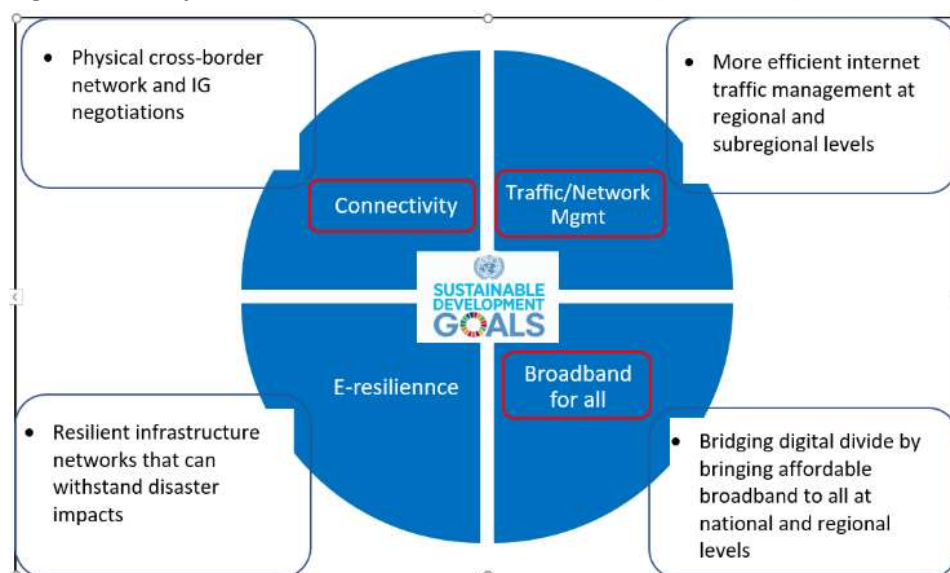 • Physical cross-border
network and IG
negotiations
• More efficient internet
traffic management at
regional and
subregional levels
Connectivity
Traffic/Network
Mgmt
SUSTAINABLE
DEVELOPMENT
GOALS
E-resiliennce
Broadband
for all
• Resilient infrastructure
networks that can
withstand disaster
impacts
• Bridging digital divide by
bringing affordable
broadband to all at
national and regional
levels